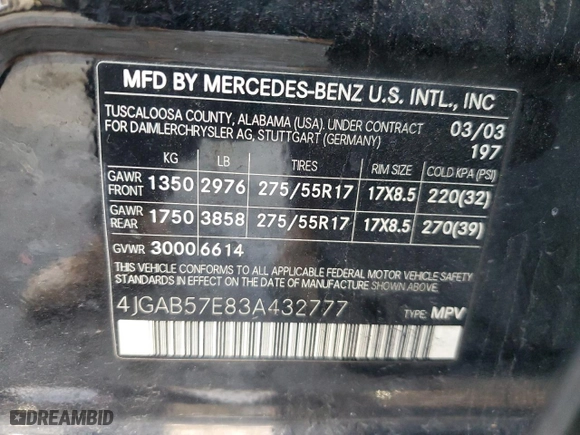 MFD BY MERCEDES-BENZ U.S. INTL., INC
TUSCALOOSA COUNTY, ALABAMA (USA). UNDER CONTRACT 03/03
FOR DAIMLERCHRYSLER AG, STUTTGART (GERMANY) 197
KG LB TIRES RIM SIZE COLD KPA (PSI)
GAWR FRONT 1350 2976 275/55R17 17X8.5 220(32)
GAWR REAR 1750 3858 275/55R17 17X8.5 270(39)
GVWR 3000 6614
THIS VEHICLE CONFORMS TO ALL APPLICABLE FEDERAL MOTOR VEHICLE SAFETY
STANDARDS IN EFFECT ON THE DATE OF MANUFACTURE SHOWN ABOVE.
4JGAB57E83A432777 TYPE: MPV
DREAMBID